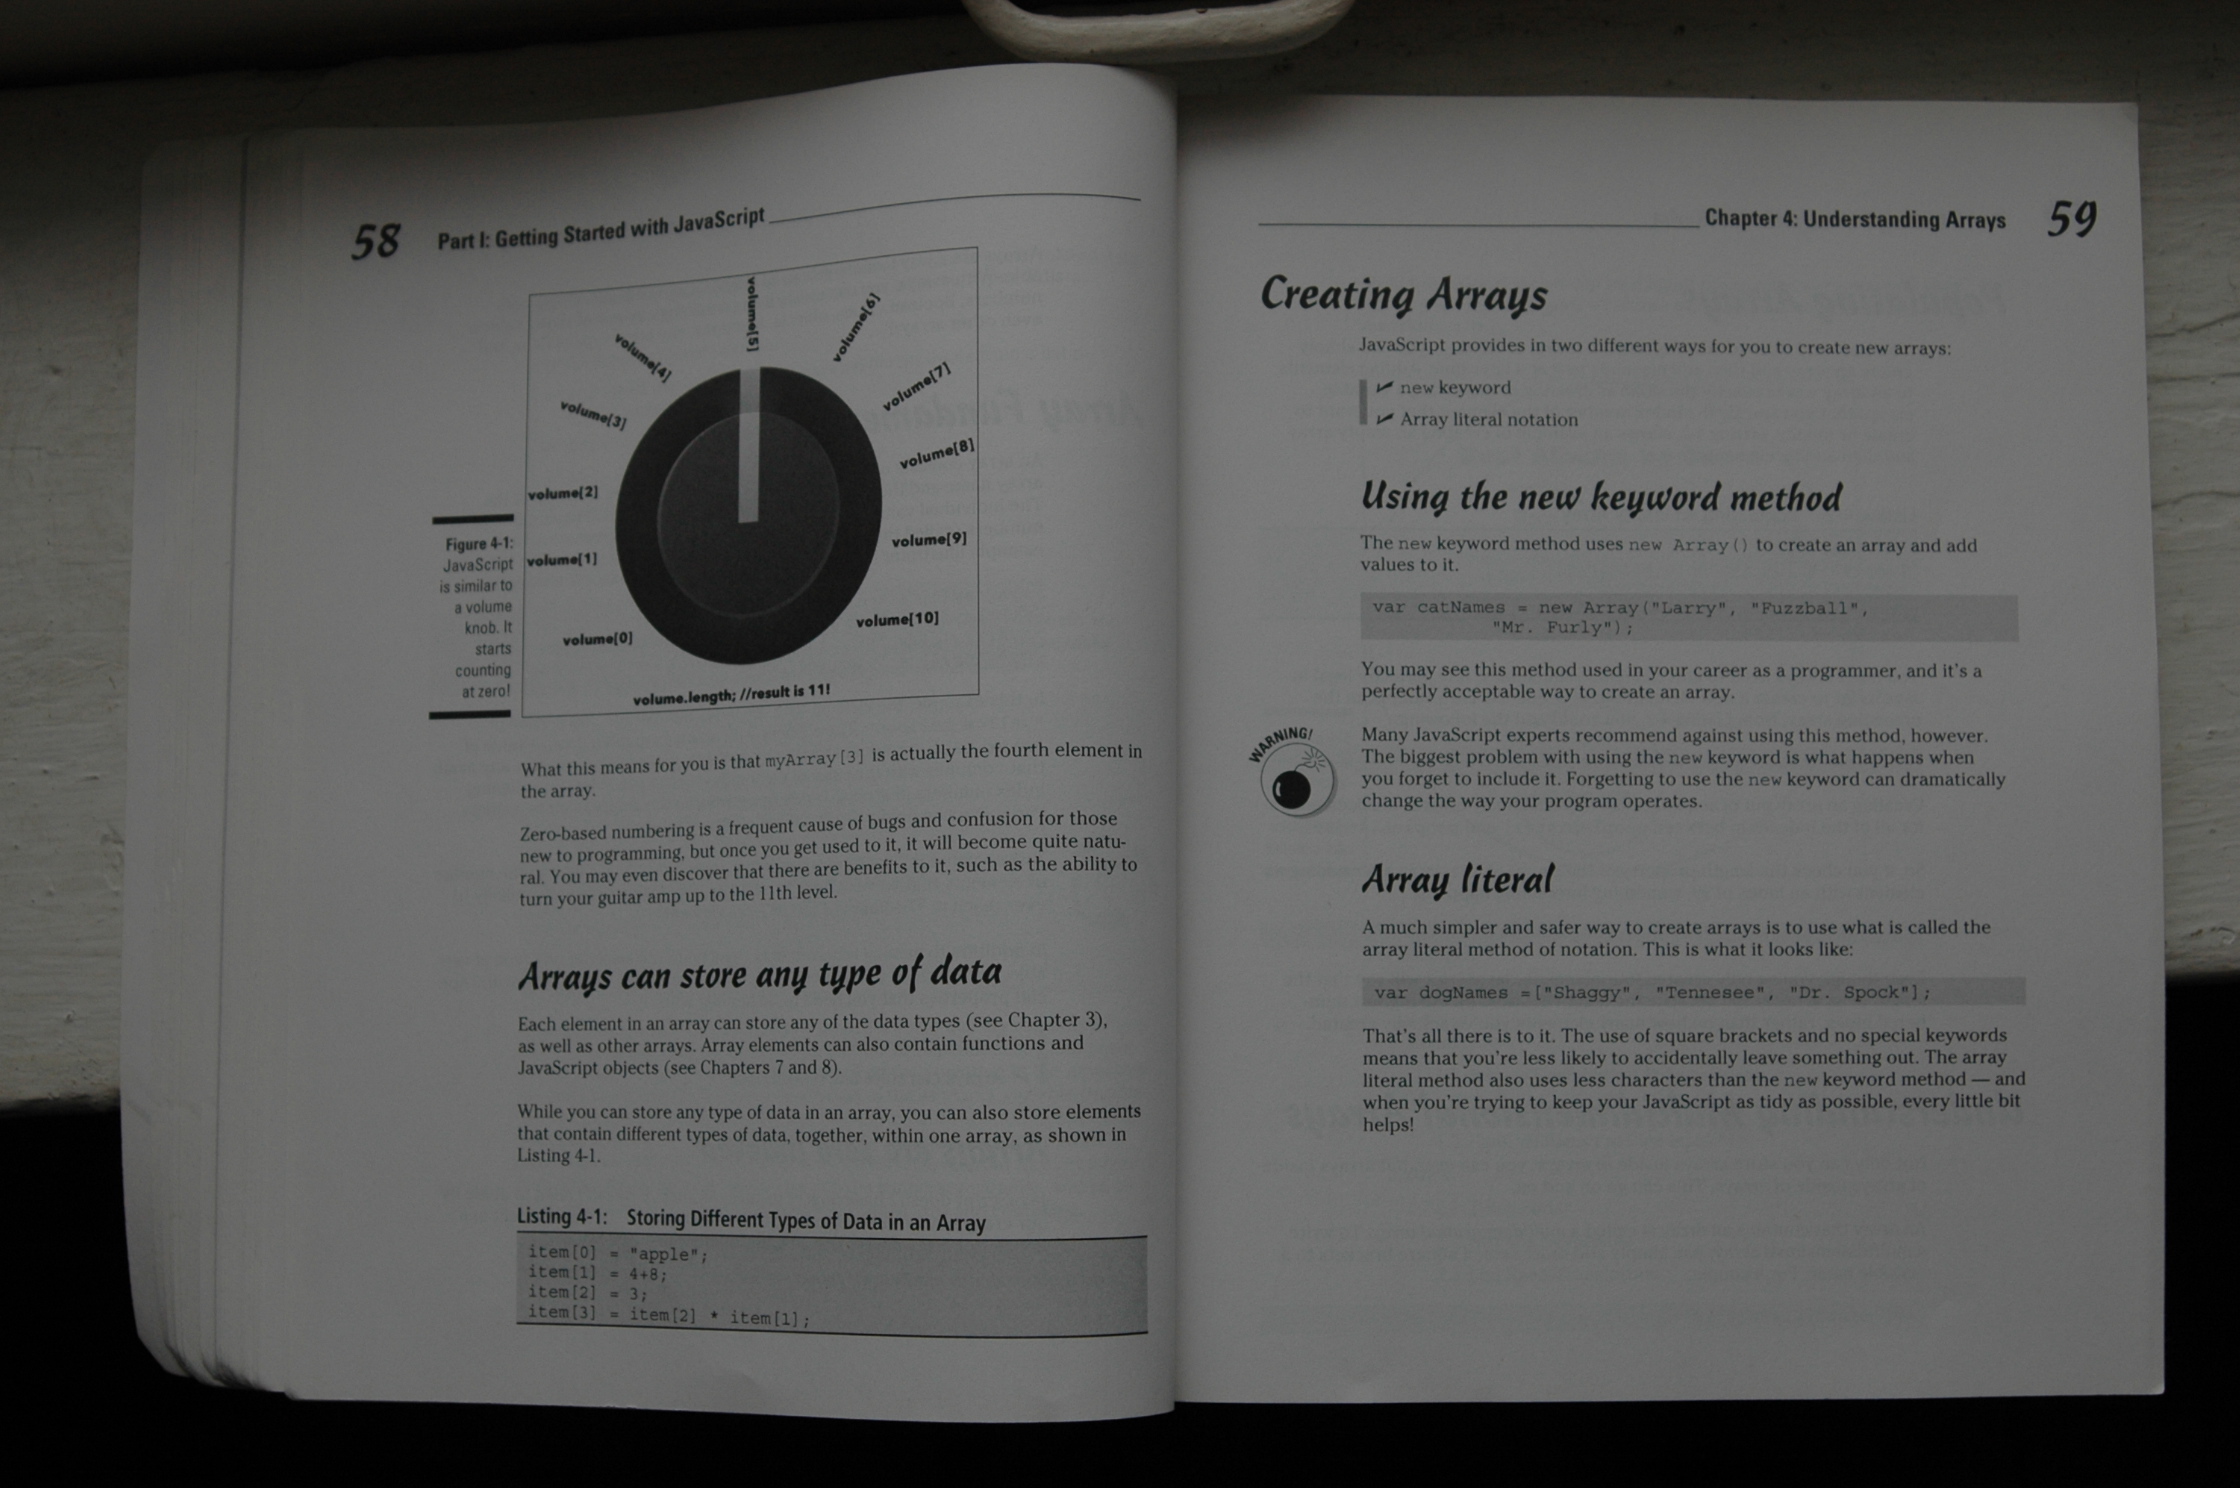 58 Part I: Getting Started with JavaScript
volume[5]
volume[6]
volume[4]
volume[7]
volume[3]
volume[8]
volume[2]
volume[9]
volume[1]
volume[10]
volume[0]
volume.length; //result is 11!
Figure 4-1:
JavaScript
is similar to
a volume
knob. It
starts
counting
at zero!
What this means for you is that myArray[3] is actually the fourth element in
the array.
Zero-based numbering is a frequent cause of bugs and confusion for those
new to programming, but once you get used to it, it will become quite natu-
ral. You may even discover that there are benefits to it, such as the ability to
turn your guitar amp up to the 11th level.
Arrays can store any type of data
Each element in an array can store any of the data types (see Chapter 3),
as well as other arrays. Array elements can also contain functions and
JavaScript objects (see Chapters 7 and 8).
While you can store any type of data in an array, you can also store elements
that contain different types of data, together, within one array, as shown in
Listing 4-1.
Listing 4-1: Storing Different Types of Data in an Array
item[0] = "apple";
item[1] = 4+8;
item[2] = 3;
item[3] = item[2] * item[1];
Chapter 4: Understanding Arrays 59
Creating Arrays
JavaScript provides in two different ways for you to create new arrays:
✓ new keyword
✓ Array literal notation
Using the new keyword method
The new keyword method uses new Array() to create an array and add
values to it.
var catNames = new Array("Larry", "Fuzzball",
"Mr. Furly");
You may see this method used in your career as a programmer, and it's a
perfectly acceptable way to create an array.
WARNING!
Many JavaScript experts recommend against using this method, however.
The biggest problem with using the new keyword is what happens when
you forget to include it. Forgetting to use the new keyword can dramatically
change the way your program operates.
Array literal
A much simpler and safer way to create arrays is to use what is called the
array literal method of notation. This is what it looks like:
var dogNames =["Shaggy", "Tennesee", "Dr. Spock"];
That's all there is to it. The use of square brackets and no special keywords
means that you're less likely to accidentally leave something out. The array
literal method also uses less characters than the new keyword method — and
when you're trying to keep your JavaScript as tidy as possible, every little bit
helps!